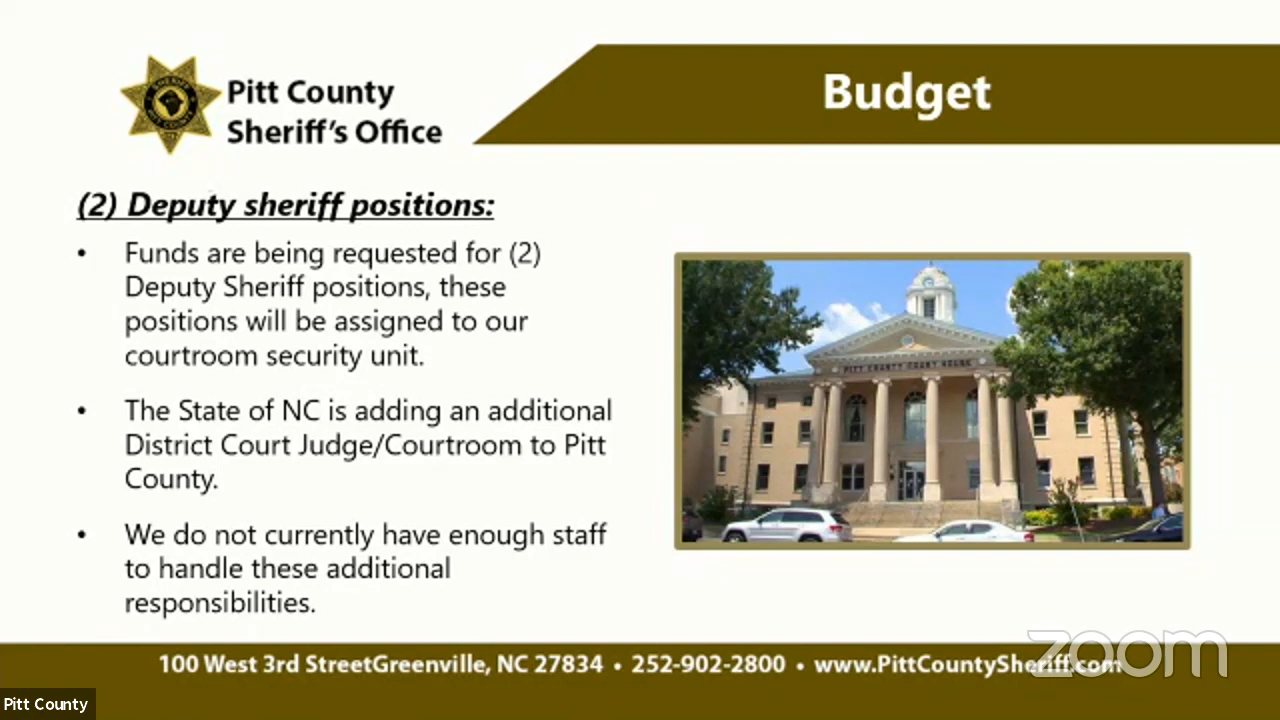 Pitt County
Sheriff's Office
Budget
(2) Deputy sheriff positions:
• Funds are being requested for (2)
Deputy Sheriff positions, these
positions will be assigned to our
courtroom security unit.
• The State of NC is adding an additional
District Court Judge/Courtroom to Pitt
County.
• We do not currently have enough staff
to handle these additional
responsibilities.
PITT COUNTY COURT HOUSE
100 West 3rd StreetGreenville, NC 27834 • 252-902-2800 • www.PittCountySheriff.com
zoom
Pitt County